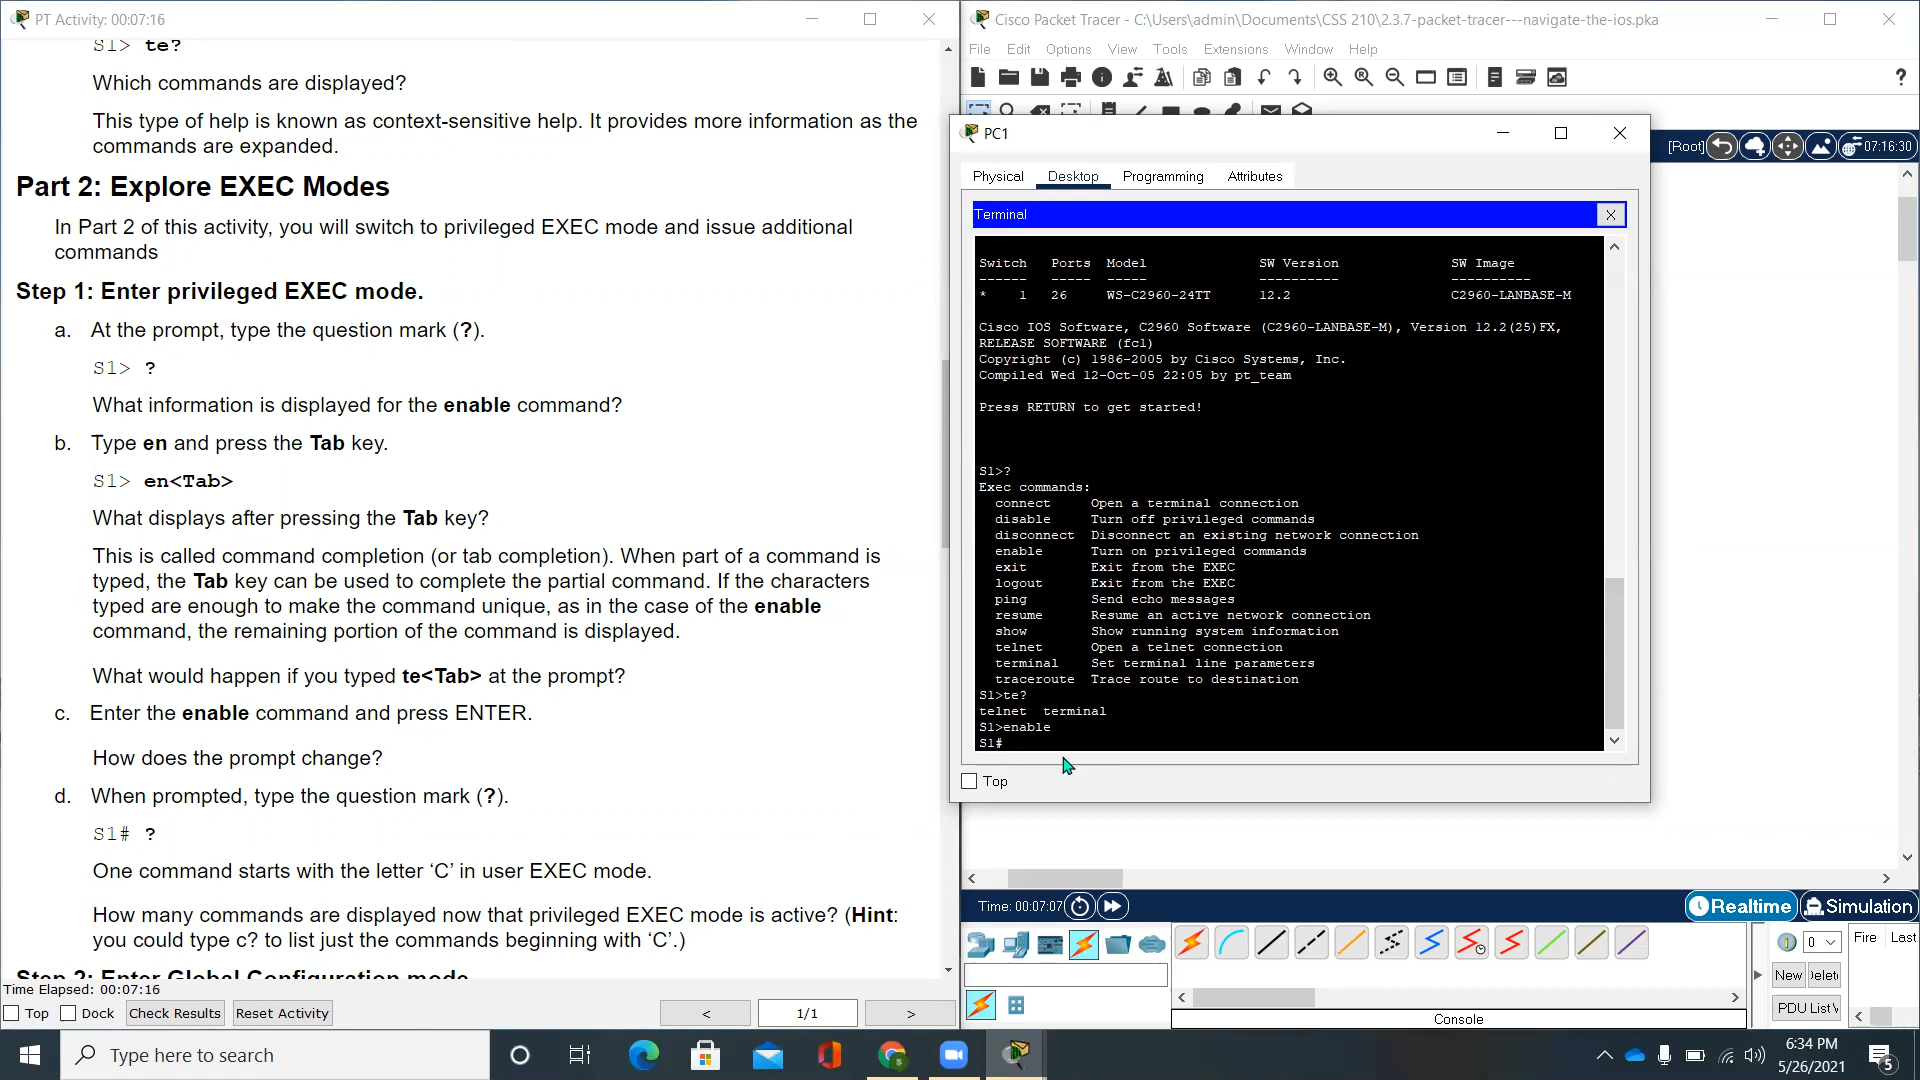 PT Activity: 00:07:16
S1> te?
Which commands are displayed?
This type of help is known as context-sensitive help. It provides more information as the
commands are expanded.
Part 2: Explore EXEC Modes
In Part 2 of this activity, you will switch to privileged EXEC mode and issue additional
commands
Step 1: Enter privileged EXEC mode.
a. At the prompt, type the question mark (?).
S1> ?
What information is displayed for the enable command?
b. Type en and press the Tab key.
S1> en<Tab>
What displays after pressing the Tab key?
This is called command completion (or tab completion). When part of a command is
typed, the Tab key can be used to complete the partial command. If the characters
typed are enough to make the command unique, as in the case of the enable
command, the remaining portion of the command is displayed.
What would happen if you typed te<Tab> at the prompt?
c. Enter the enable command and press ENTER.
How does the prompt change?
d. When prompted, type the question mark (?).
S1# ?
One command starts with the letter ‘C’ in user EXEC mode.
How many commands are displayed now that privileged EXEC mode is active? (Hint:
you could type c? to list just the commands beginning with ‘C’.)
Step 2: Enter Global Configuration mode
Time Elapsed: 00:07:16
Top Dock Check Results Reset Activity < 1/1 >
Cisco Packet Tracer - C:\Users\admin\Documents\CSS 210\2.3.7-packet-tracer---navigate-the-ios.pka
File Edit Options View Tools Extensions Window Help
?
[Root] 07:16:30
PC1
Physical Desktop Programming Attributes
Terminal
X
Switch Ports Model SW Version SW Image
------ ----- ----- ---------- ----------
* 1 26 WS-C2960-24TT 12.2 C2960-LANBASE-M
Cisco IOS Software, C2960 Software (C2960-LANBASE-M), Version 12.2(25)FX,
RELEASE SOFTWARE (fc1)
Copyright (c) 1986-2005 by Cisco Systems, Inc.
Compiled Wed 12-Oct-05 22:05 by pt_team
Press RETURN to get started!
S1>?
Exec commands:
connect Open a terminal connection
disable Turn off privileged commands
disconnect Disconnect an existing network connection
enable Turn on privileged commands
exit Exit from the EXEC
logout Exit from the EXEC
ping Send echo messages
resume Resume an active network connection
show Show running system information
telnet Open a telnet connection
terminal Set terminal line parameters
traceroute Trace route to destination
S1>te?
telnet terminal
S1>enable
S1#
Top
Time: 00:07:07
Realtime Simulation
0 Fire Last
New Delete
PDU List
Console
Type here to search
6:34 PM
5/26/2021
5